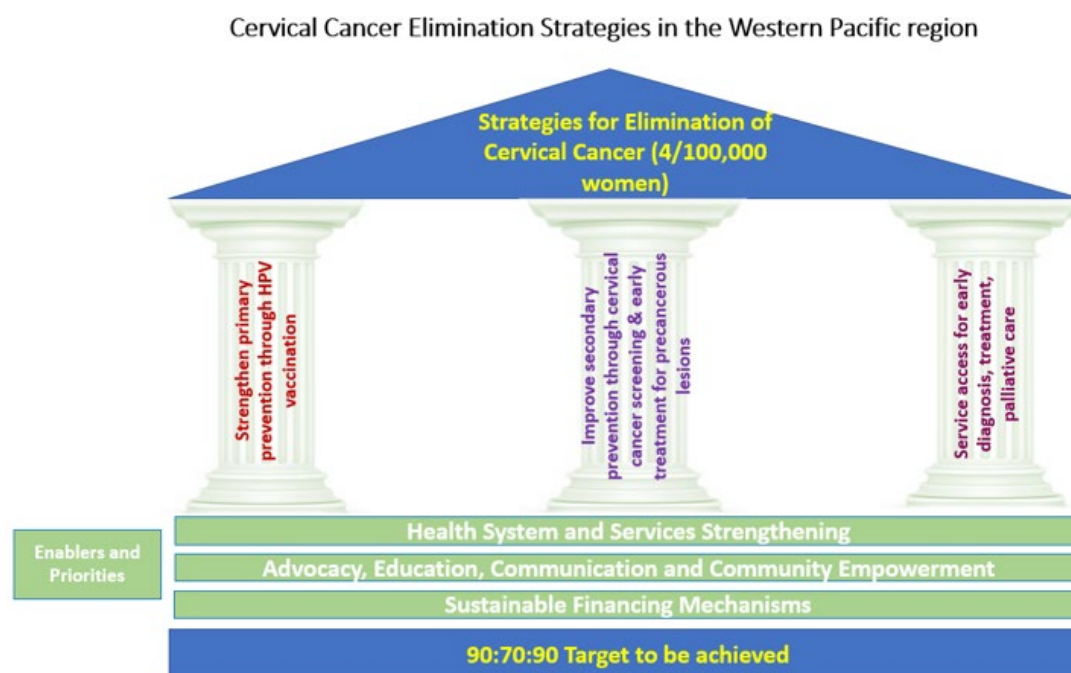 Cervical Cancer Elimination Strategies in the Western Pacific region
Strategies for Elimination of
Cervical Cancer (4/100,000
women)
Strengthen primary
prevention through HPV
vaccination
Improve secondary
prevention through cervical
cancer screening & early
treatment for precancerous
lesions
Service access for early
diagnosis, treatment,
palliative care
Enablers and
Priorities
Health System and Services Strengthening
Advocacy, Education, Communication and Community Empowerment
Sustainable Financing Mechanisms
90:70:90 Target to be achieved